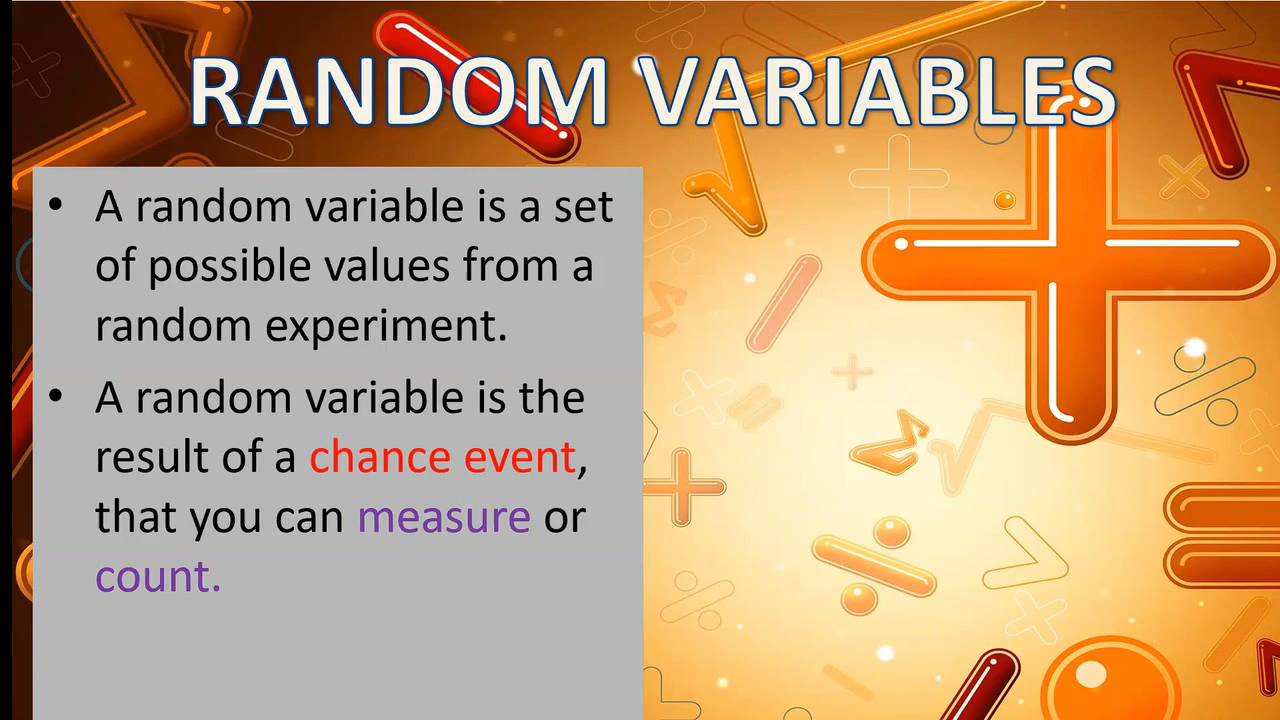 RANDOM VARIABLES
• A random variable is a set
of possible values from a
random experiment.
• A random variable is the
result of a chance event,
that you can measure or
count.